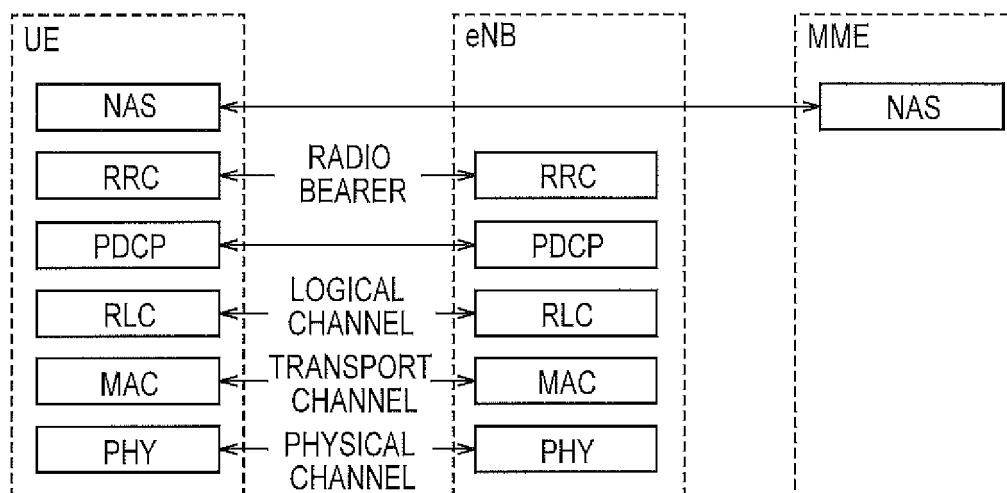 UE
eNB
MME
NAS
NAS
RRC
RADIO
BEARER
RRC
PDCP
PDCP
RLC
LOGICAL
CHANNEL
RLC
MAC
TRANSPORT
CHANNEL
MAC
PHY
PHYSICAL
CHANNEL
PHY